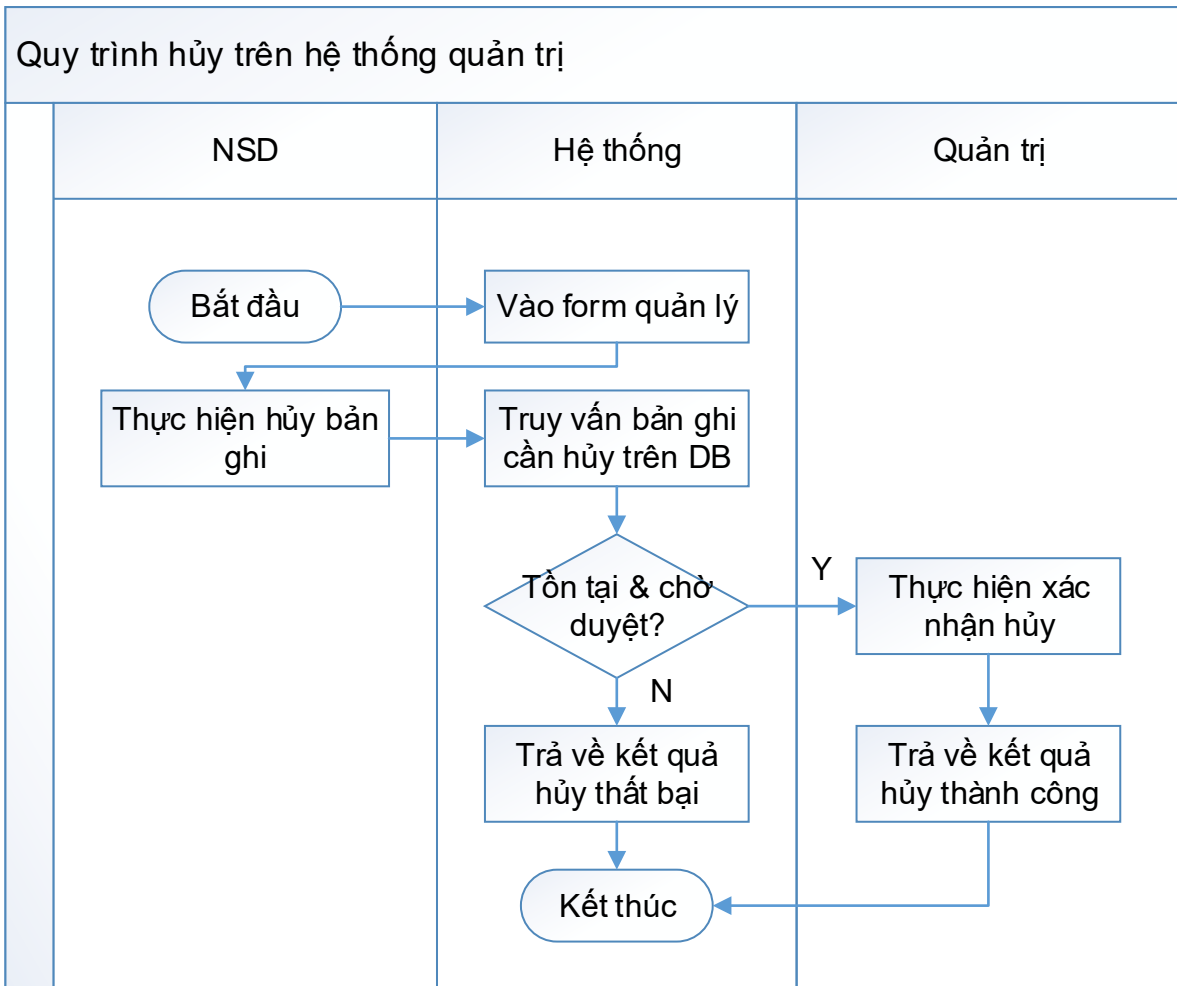 Quy trình hủy trên hệ thống quản trị
NSD
Hệ thống
Quản trị
Bắt đầu
Vào form quản lý
Thực hiện hủy bản
ghi
Truy vấn bản ghi
cần hủy trên DB
Tồn tại & chờ
duyệt?
Y
Thực hiện xác
nhận hủy
N
Trả về kết quả
hủy thất bại
Trả về kết quả
hủy thành công
Kết thúc